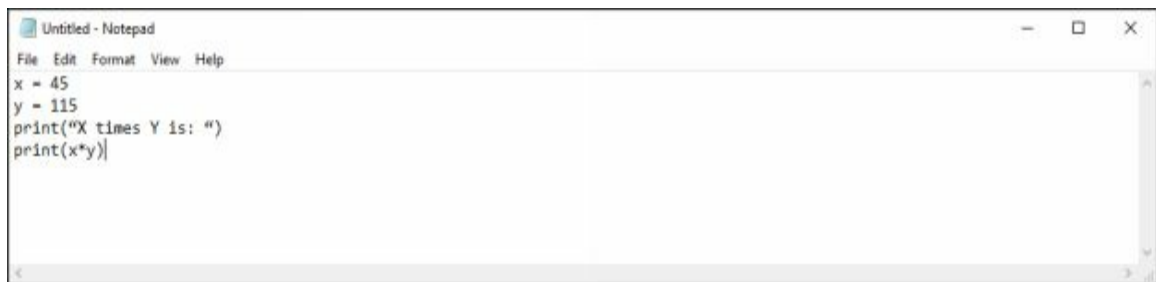 Untitled - Notepad
File Edit Format View Help
x = 45
y = 115
print(“X times Y is: “)
print(x*y)